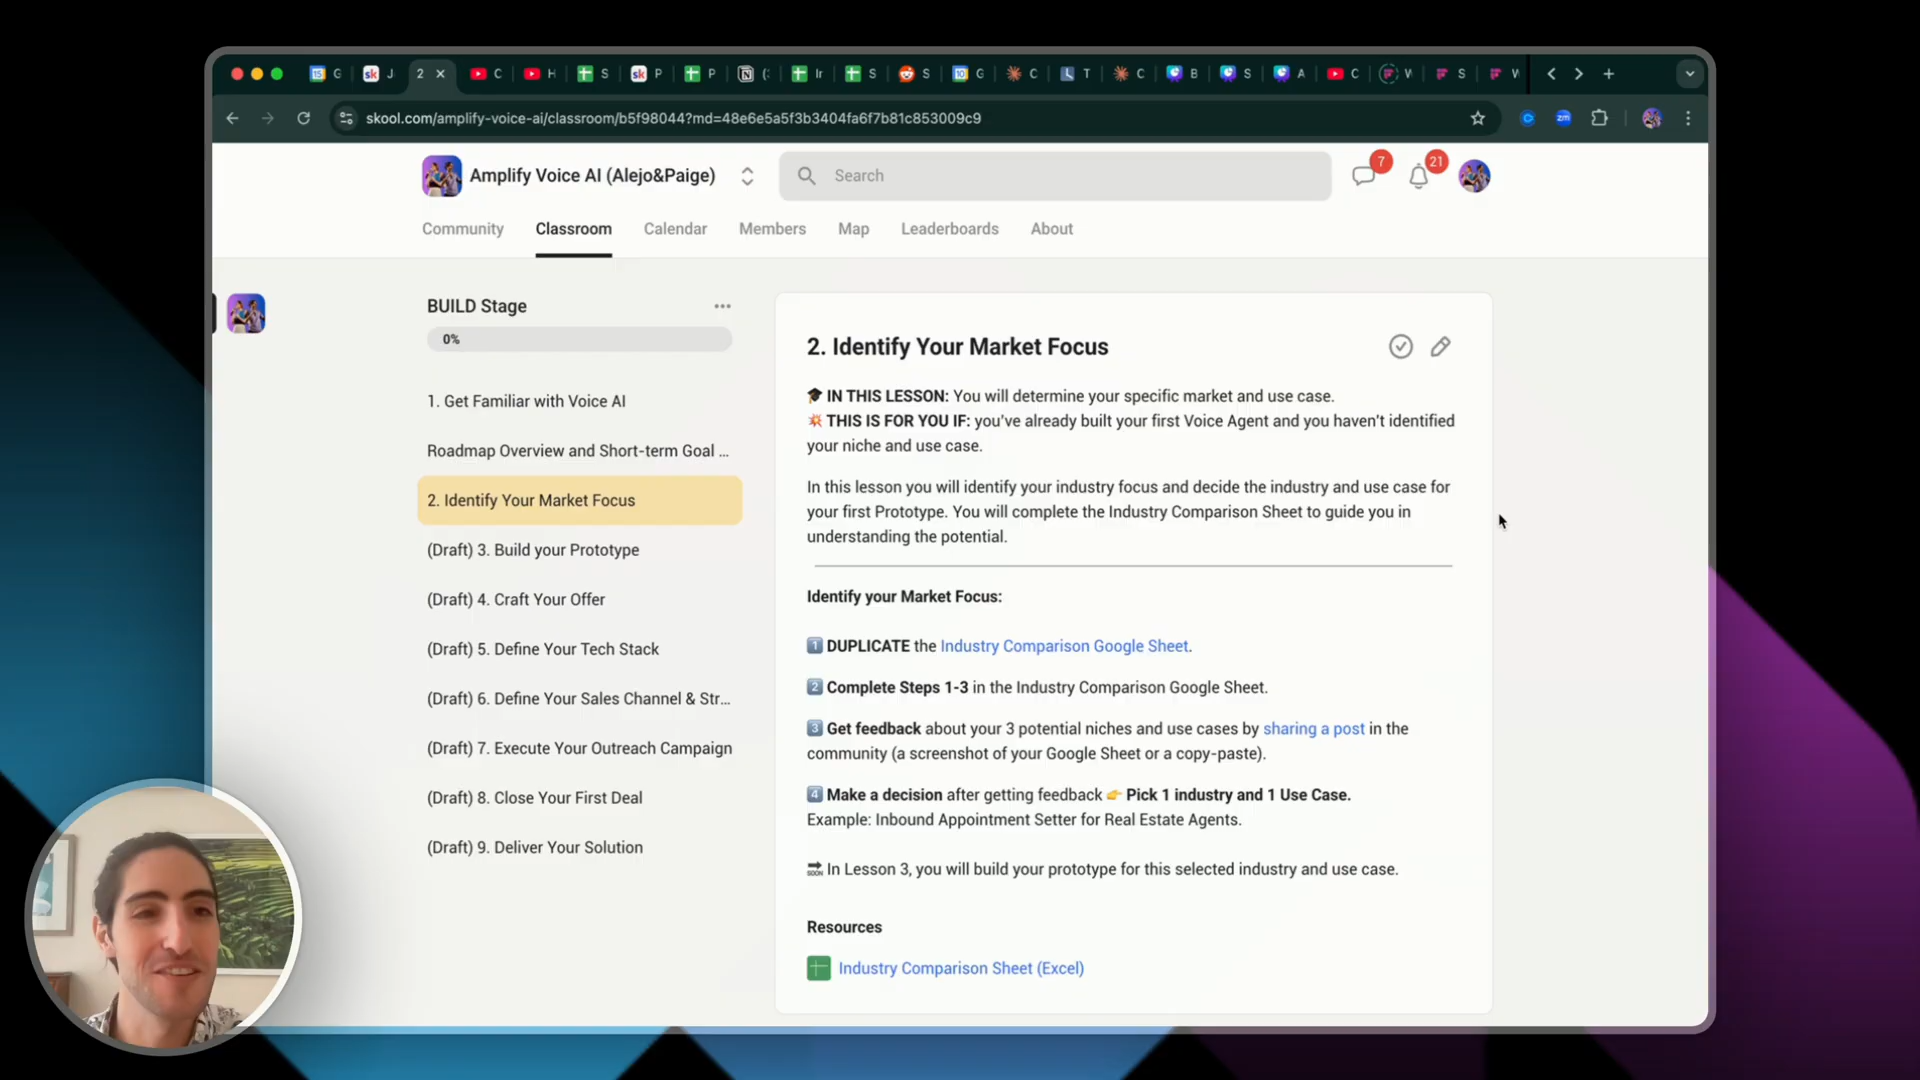 G
J
2
C
H
S
P
P
(:
Ir
S
S
G
C
T
C
B
S
A
C
W
S
W
skool.com/amplify-voice-ai/classroom/b5f98044?md=48e6e5a5f3b3404fa6f7b81c853009c9
Amplify Voice AI (Alejo&Paige)
Search
7
21
Community
Classroom
Calendar
Members
Map
Leaderboards
About
BUILD Stage
0%
1. Get Familiar with Voice AI
Roadmap Overview and Short-term Goal ...
2. Identify Your Market Focus
(Draft) 3. Build your Prototype
(Draft) 4. Craft Your Offer
(Draft) 5. Define Your Tech Stack
(Draft) 6. Define Your Sales Channel & Str...
(Draft) 7. Execute Your Outreach Campaign
(Draft) 8. Close Your First Deal
(Draft) 9. Deliver Your Solution
2. Identify Your Market Focus
🎓 IN THIS LESSON: You will determine your specific market and use case.
💥 THIS IS FOR YOU IF: you've already built your first Voice Agent and you haven't identified
your niche and use case.
In this lesson you will identify your industry focus and decide the industry and use case for
your first Prototype. You will complete the Industry Comparison Sheet to guide you in
understanding the potential.
Identify your Market Focus:
1️⃣ DUPLICATE the Industry Comparison Google Sheet.
2️⃣ Complete Steps 1-3 in the Industry Comparison Google Sheet.
3️⃣ Get feedback about your 3 potential niches and use cases by sharing a post in the
community (a screenshot of your Google Sheet or a copy-paste).
4️⃣ Make a decision after getting feedback 👉 Pick 1 industry and 1 Use Case.
Example: Inbound Appointment Setter for Real Estate Agents.
🔜 In Lesson 3, you will build your prototype for this selected industry and use case.
Resources
Industry Comparison Sheet (Excel)